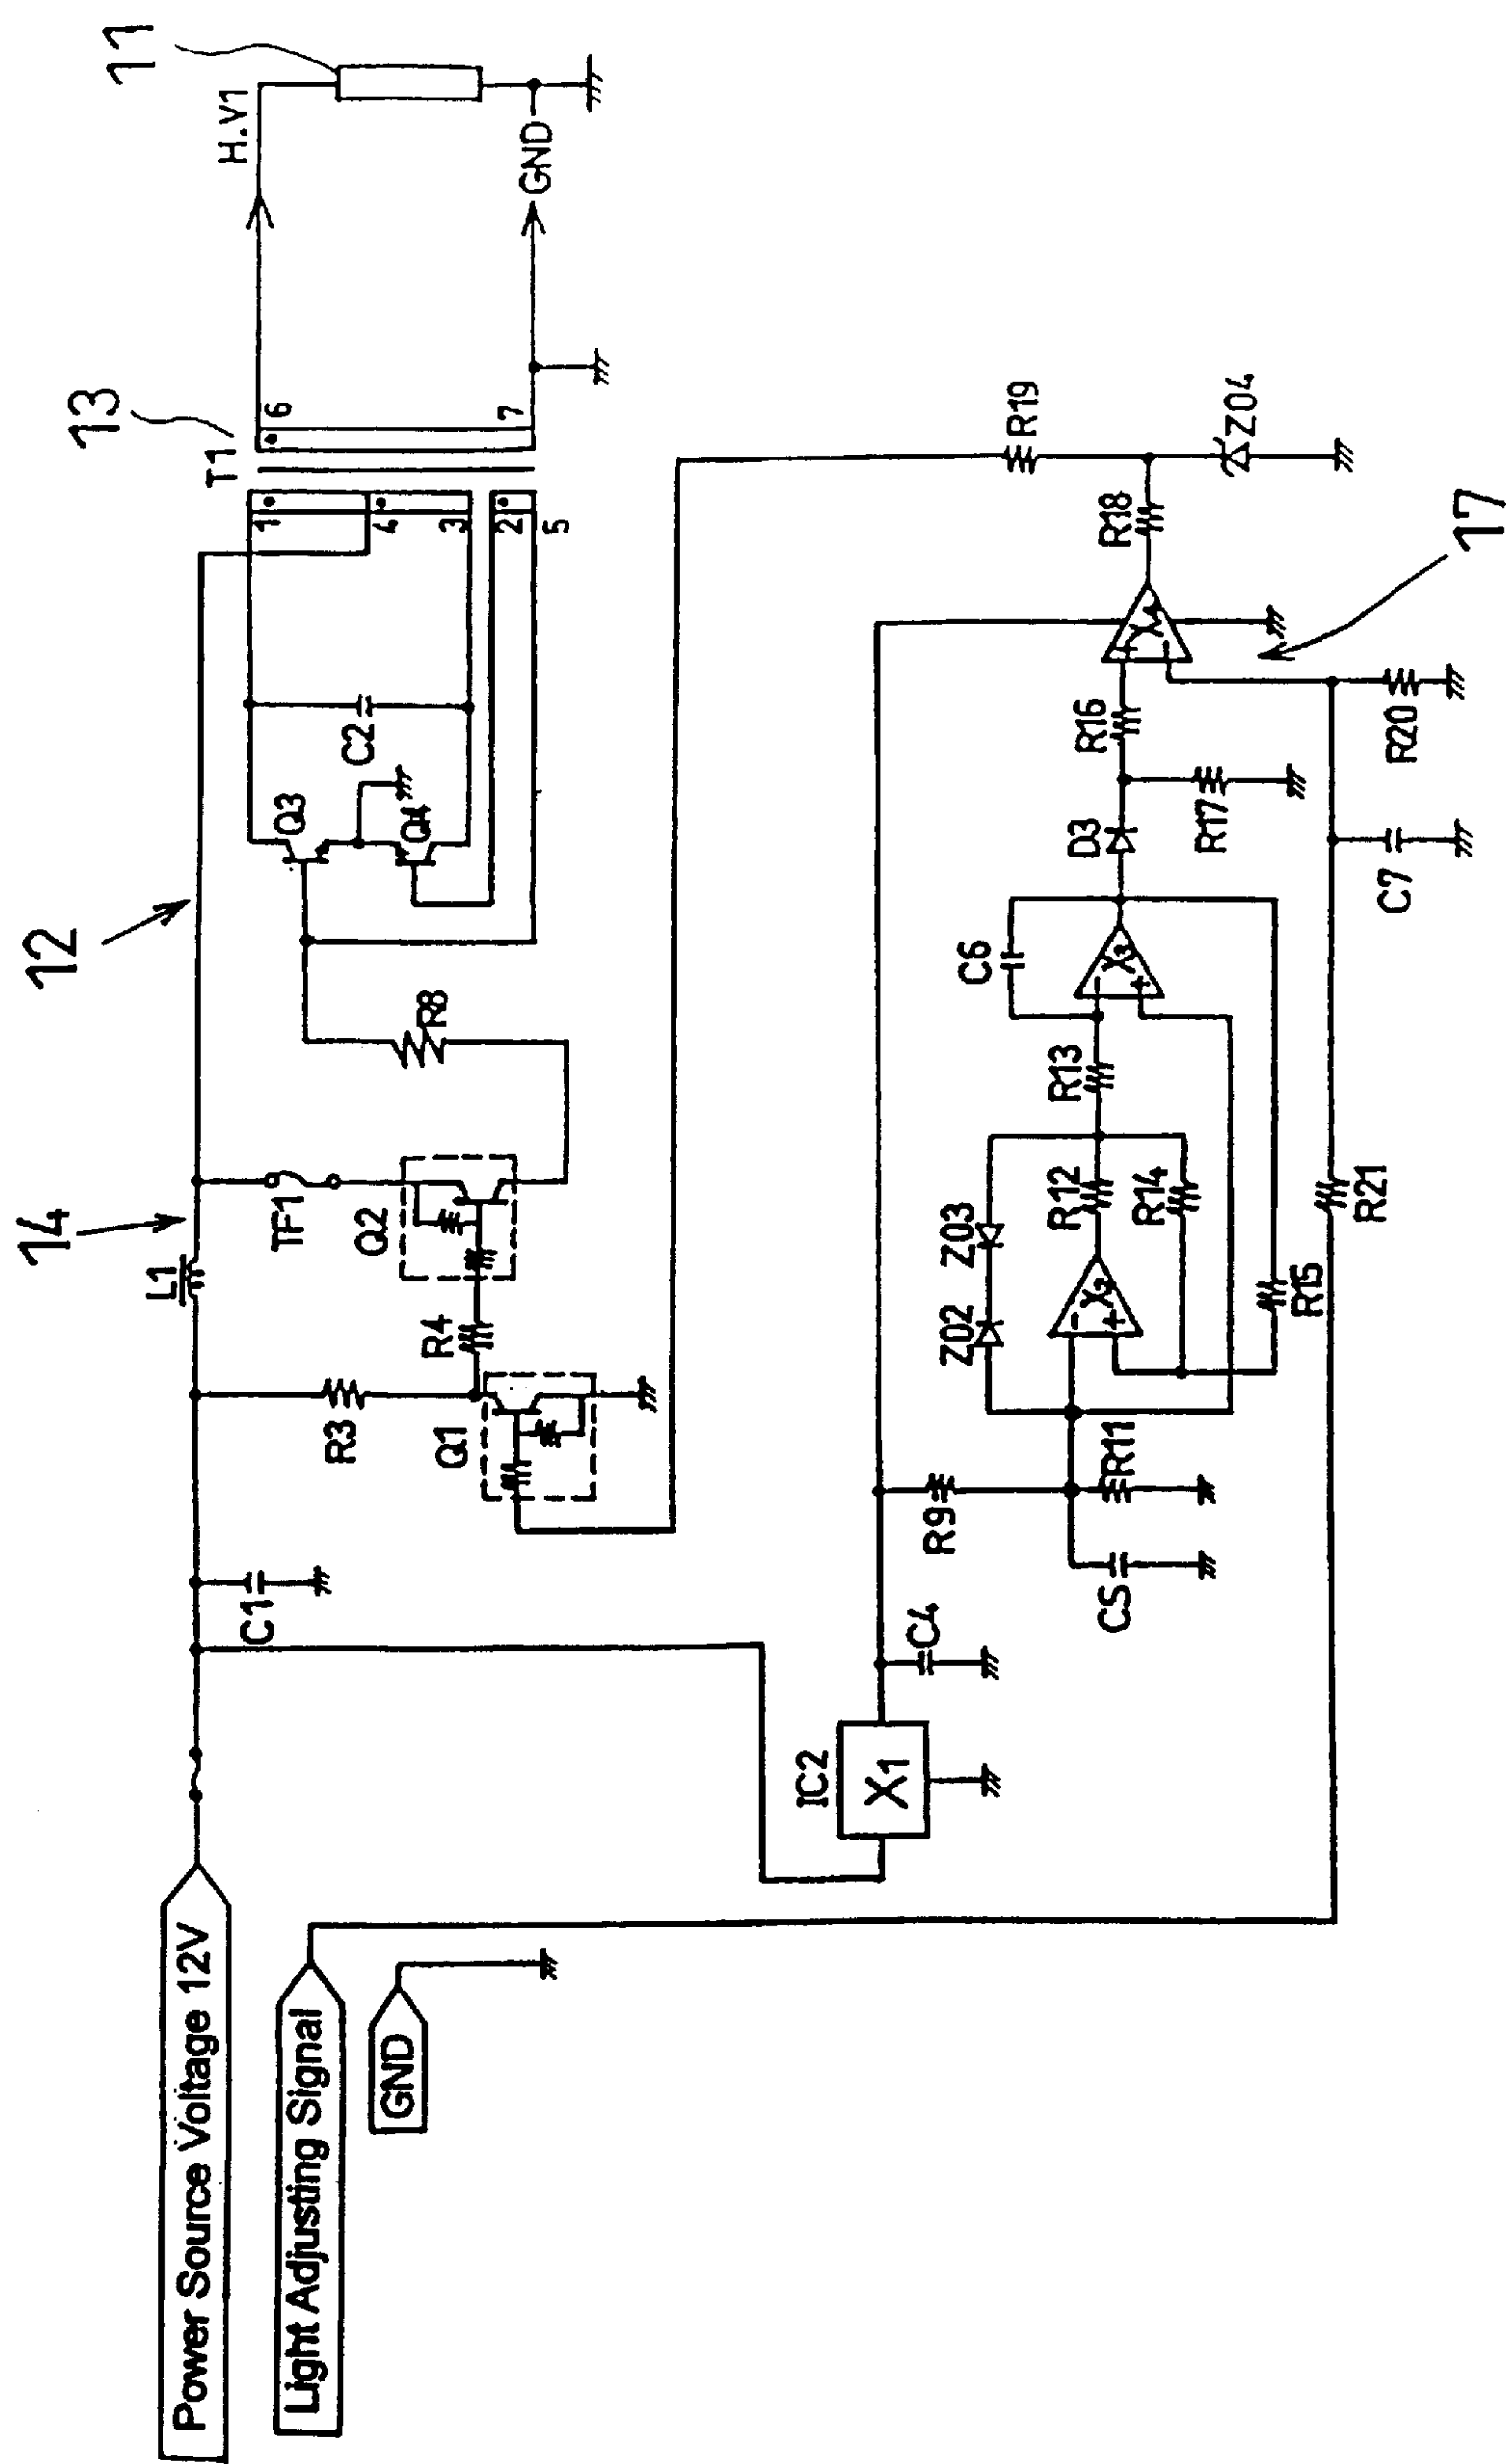 Power Source Voltage 12V
Light Adjusting Signal
GND
14
12
13
11
L1
T1
H.V1
1
6
4
3
2
5
7
GND
C1
R3
TF1
Q3
C2
Q4
Q1
R4
Q2
R8
IC2
X1
C4
R9
C5
R11
Z02
Z03
X2
-
+
R12
R14
R15
R13
C6
X3
-
+
D3
R17
R16
X4
+
-
R18
R19
Z04
17
R21
C7
R20